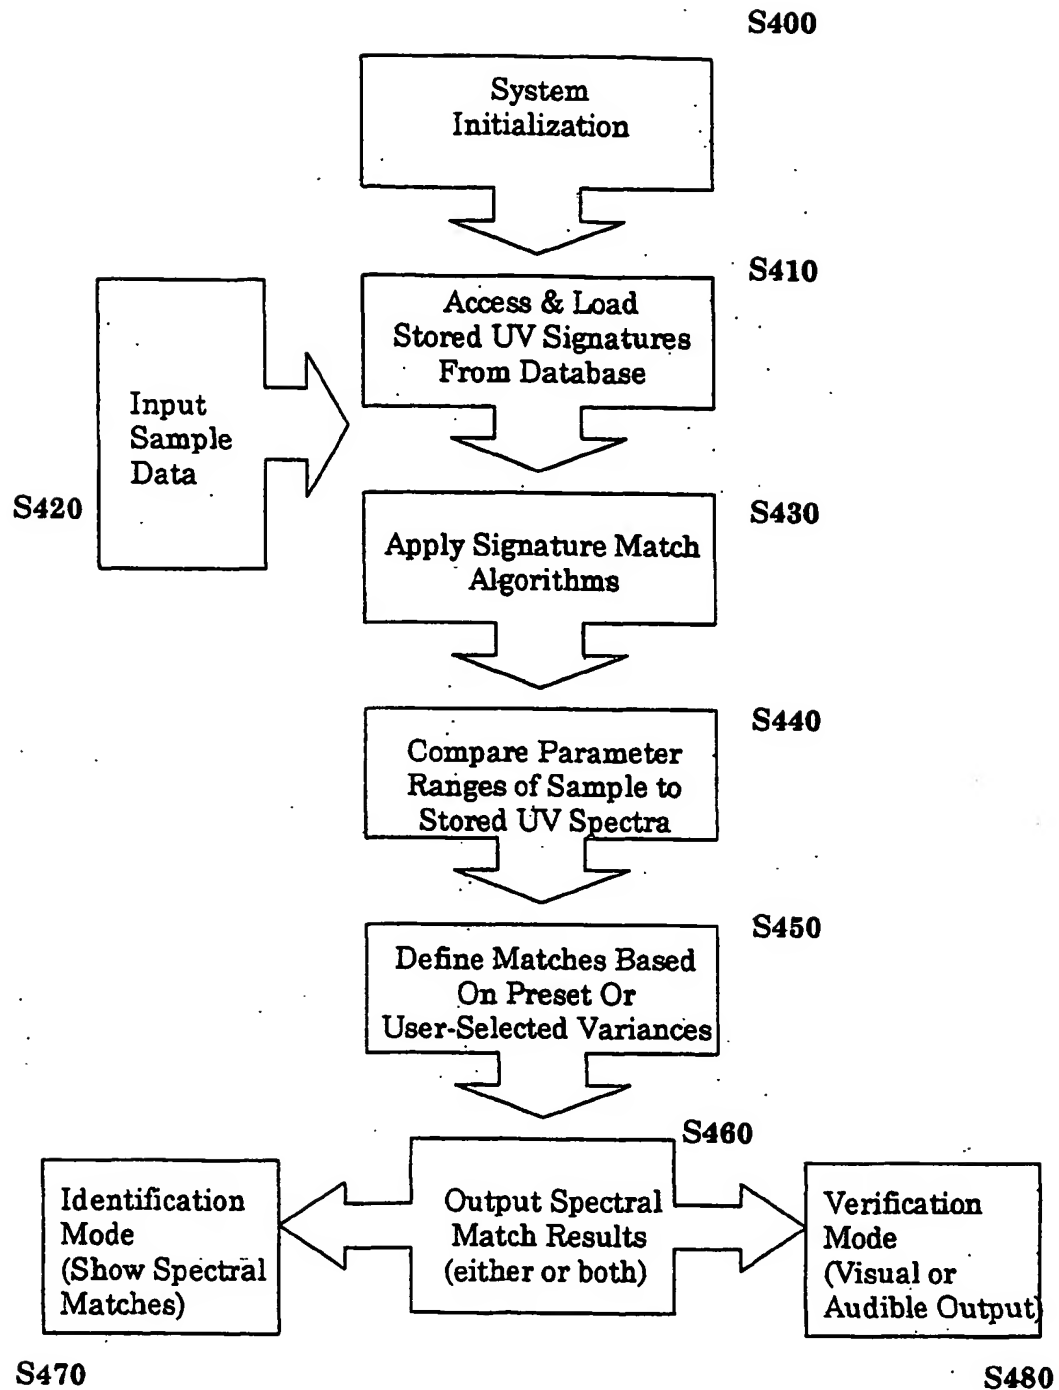 S400
System
Initialization
S410
Access & Load
Stored UV Signatures
From Database
Input
Sample
Data
S420
S430
Apply Signature Match
Algorithms
S440
Compare Parameter
Ranges of Sample to
Stored UV Spectra
S450
Define Matches Based
On Preset Or
User-Selected Variances
S460
Output Spectral
Match Results
(either or both)
Identification
Mode
(Show Spectral
Matches)
S470
Verification
Mode
(Visual or
Audible Output)
S480